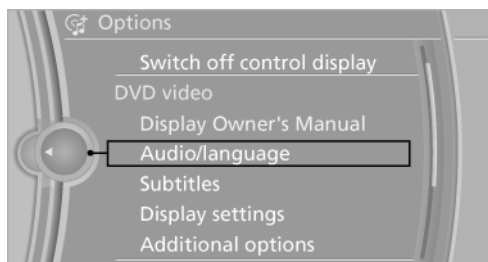 Options
Switch off control display
DVD video
Display Owner's Manual
Audio/language
Subtitles
Display settings
Additional options